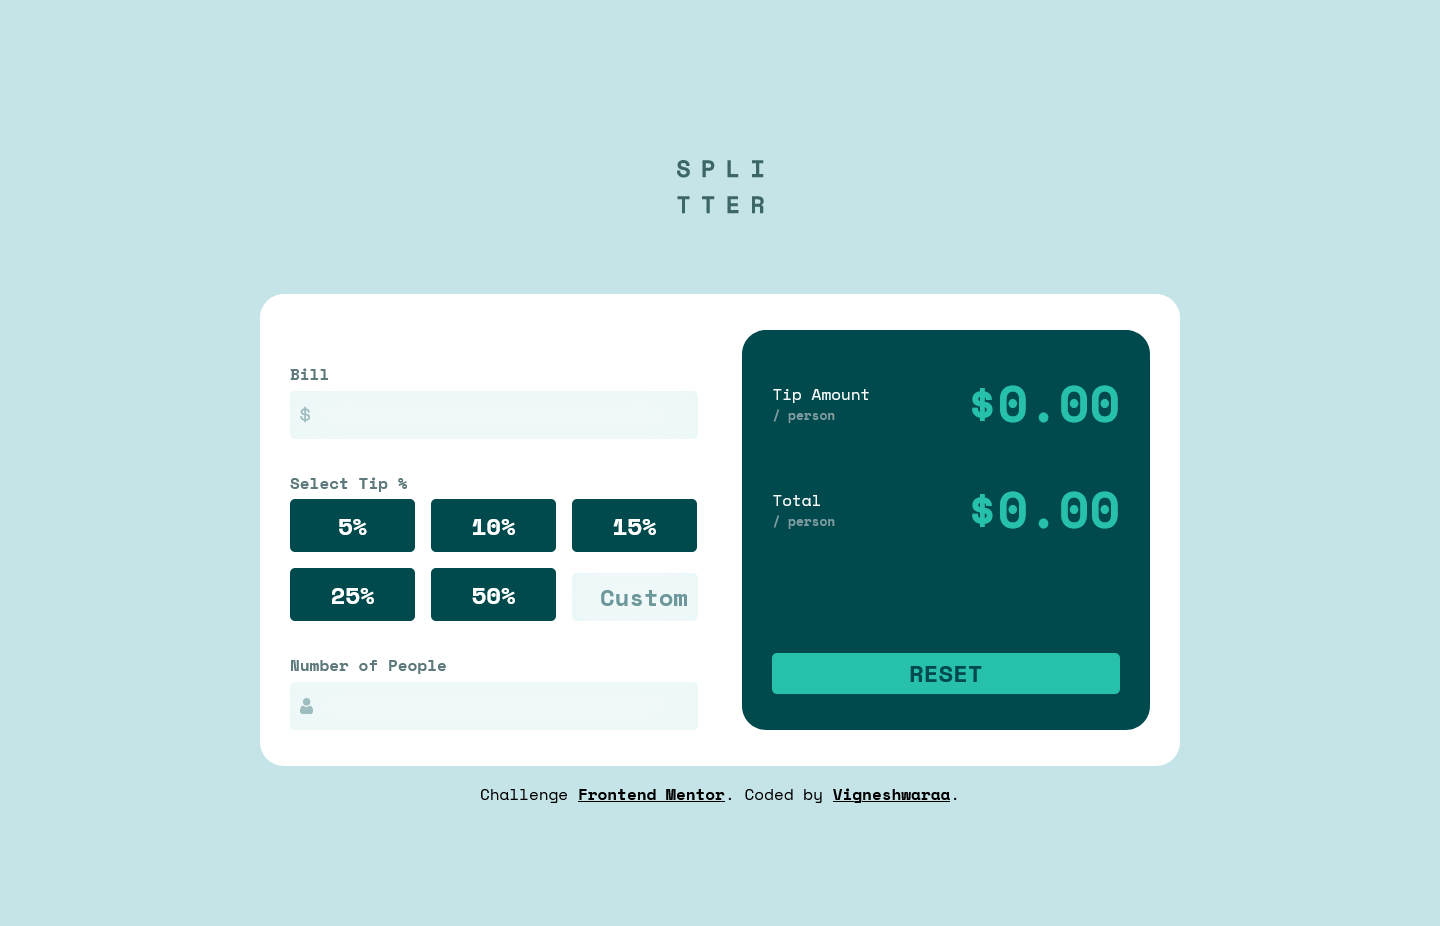 SPLI
TTER
Bill
$
Select Tip %
5% 10% 15%
25% 50% Custom
Number of People
Tip Amount
/ person
$0.00
Total
/ person
$0.00
RESET
Challenge Frontend Mentor. Coded by Vigneshwaraa.